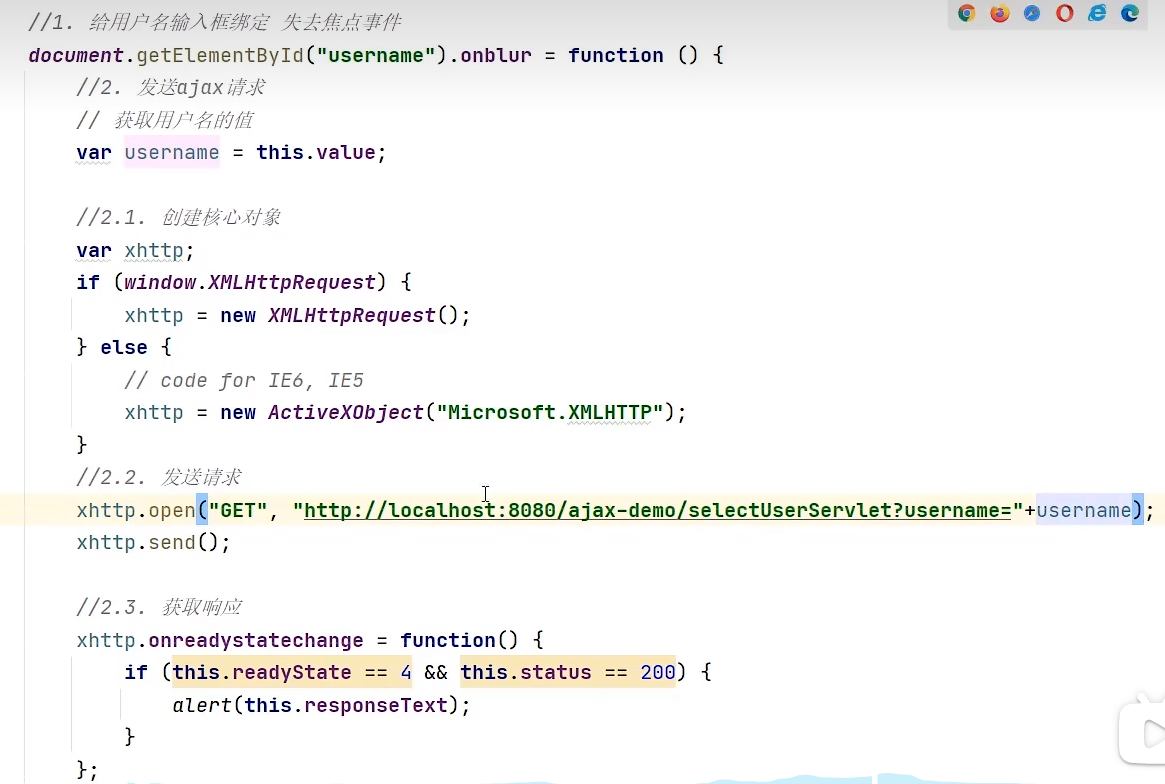 //1. 给用户名输入框绑定 失去焦点事件
document.getElementById("username").onblur = function () {
//2. 发送ajax请求
// 获取用户名的值
var username = this.value;
//2.1. 创建核心对象
var xhttp;
if (window.XMLHttpRequest) {
xhttp = new XMLHttpRequest();
} else {
// code for IE6, IE5
xhttp = new ActiveXObject("Microsoft.XMLHTTP");
}
//2.2. 发送请求
xhttp.open("GET", "http://localhost:8080/ajax-demo/selectUserServlet?username="+username);
xhttp.send();
//2.3. 获取响应
xhttp.onreadystatechange = function() {
if (this.readyState == 4 && this.status == 200) {
alert(this.responseText);
}
};